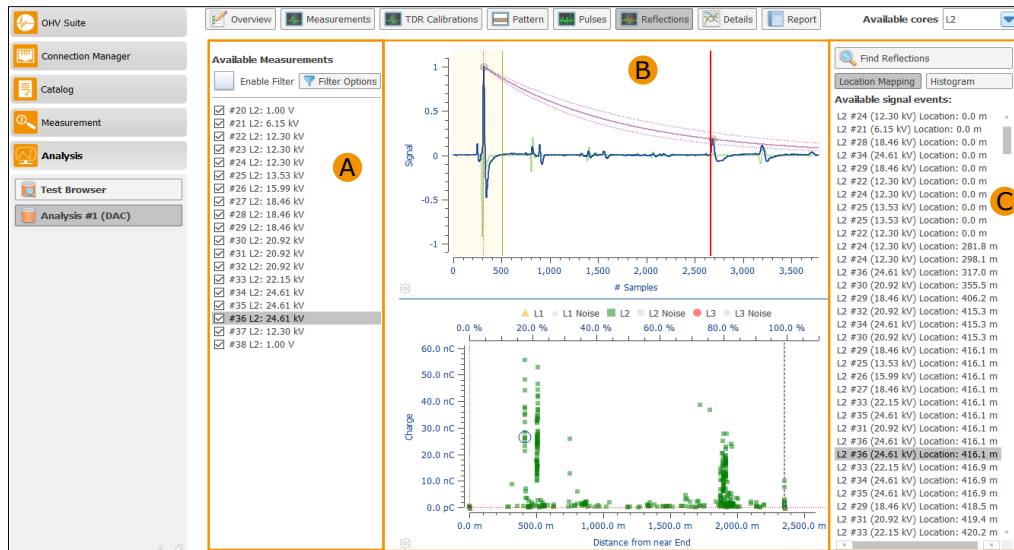 OHV Suite
Connection Manager
Catalog
Measurement
Analysis
Test Browser
Analysis #1 (DAC)
Overview
Measurements
TDR Calibrations
Pattern
Pulses
Reflections
Details
Report
Available cores L2
Available Measurements
Enable Filter
Filter Options
#20 L2: 1.00 V
#21 L2: 6.15 kV
#22 L2: 12.30 kV
#23 L2: 12.30 kV
#24 L2: 12.30 kV
#25 L2: 13.53 kV
#26 L2: 15.99 kV
#27 L2: 18.46 kV
#28 L2: 18.46 kV
#29 L2: 18.46 kV
#30 L2: 20.92 kV
#31 L2: 20.92 kV
#32 L2: 20.92 kV
#33 L2: 22.15 kV
#34 L2: 24.61 kV
#35 L2: 24.61 kV
#36 L2: 24.61 kV
#37 L2: 12.30 kV
#38 L2: 1.00 V
A
B
Signal
1
0.5
0
-0.5
-1
0 500 1,000 1,500 2,000 2,500 3,000 3,500
# Samples
L1 L1 Noise L2 L2 Noise L3 L3 Noise
0.0 % 20.0 % 40.0 % 60.0 % 80.0 % 100.0 %
Charge
60.0 nC
50.0 nC
40.0 nC
30.0 nC
20.0 nC
10.0 nC
0.0 pC
0.0 m 500.0 m 1,000.0 m 1,500.0 m 2,000.0 m 2,500.0 m
Distance from near End
Find Reflections
Location Mapping
Histogram
Available signal events:
L2 #24 (12.30 kV) Location: 0.0 m
L2 #21 (6.15 kV) Location: 0.0 m
L2 #28 (18.46 kV) Location: 0.0 m
L2 #34 (24.61 kV) Location: 0.0 m
L2 #29 (18.46 kV) Location: 0.0 m
L2 #22 (12.30 kV) Location: 0.0 m
L2 #24 (12.30 kV) Location: 0.0 m
L2 #25 (13.53 kV) Location: 0.0 m
L2 #25 (13.53 kV) Location: 0.0 m
L2 #22 (12.30 kV) Location: 0.0 m
L2 #24 (12.30 kV) Location: 281.8 m
L2 #24 (12.30 kV) Location: 298.1 m
L2 #36 (24.61 kV) Location: 317.0 m
L2 #30 (20.92 kV) Location: 355.5 m
L2 #29 (18.46 kV) Location: 406.2 m
L2 #32 (20.92 kV) Location: 415.3 m
L2 #34 (24.61 kV) Location: 415.3 m
L2 #30 (20.92 kV) Location: 415.3 m
L2 #29 (18.46 kV) Location: 416.1 m
L2 #25 (13.53 kV) Location: 416.1 m
L2 #26 (15.99 kV) Location: 416.1 m
L2 #27 (18.46 kV) Location: 416.1 m
L2 #33 (22.15 kV) Location: 416.1 m
L2 #35 (24.61 kV) Location: 416.1 m
L2 #31 (20.92 kV) Location: 416.1 m
L2 #36 (24.61 kV) Location: 416.1 m
L2 #36 (24.61 kV) Location: 416.1 m
L2 #33 (22.15 kV) Location: 416.9 m
L2 #34 (24.61 kV) Location: 416.9 m
L2 #35 (24.61 kV) Location: 416.9 m
L2 #29 (18.46 kV) Location: 418.5 m
L2 #31 (20.92 kV) Location: 419.4 m
L2 #33 (22.15 kV) Location: 420.2 m
C